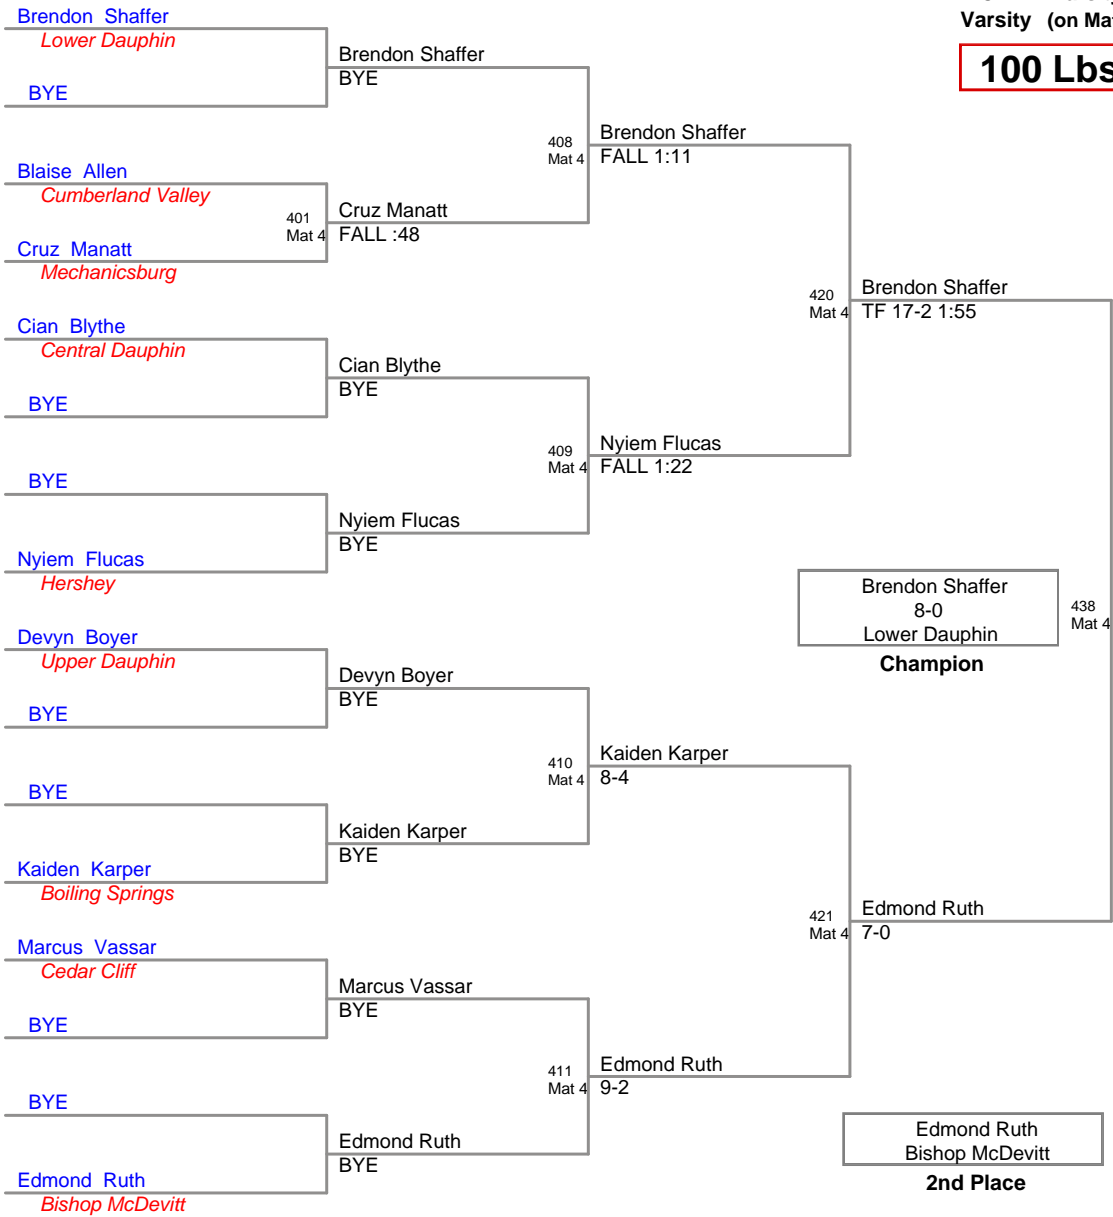 Varsity (on Mat
100 Lbs
Brendon Shaffer
Lower Dauphin
BYE
Blaise Allen
Cumberland Valley
Cruz Manatt
Mechanicsburg
Cian Blythe
Central Dauphin
BYE
BYE
Nyiem Flucas
Hershey
Devyn Boyer
Upper Dauphin
BYE
BYE
Kaiden Karper
Boiling Springs
Marcus Vassar
Cedar Cliff
BYE
BYE
Edmond Ruth
Bishop McDevitt
Brendon Shaffer
BYE
401
Mat 4
Cruz Manatt
FALL :48
Cian Blythe
BYE
Nyiem Flucas
BYE
Devyn Boyer
BYE
Kaiden Karper
BYE
Marcus Vassar
BYE
Edmond Ruth
BYE
408
Mat 4
Brendon Shaffer
FALL 1:11
409
Mat 4
Nyiem Flucas
FALL 1:22
410
Mat 4
Kaiden Karper
8-4
411
Mat 4
Edmond Ruth
9-2
420
Mat 4
Brendon Shaffer
TF 17-2 1:55
421
Mat 4
Edmond Ruth
7-0
438
Mat 4
Brendon Shaffer
8-0
Lower Dauphin
Champion
Edmond Ruth
Bishop McDevitt
2nd Place